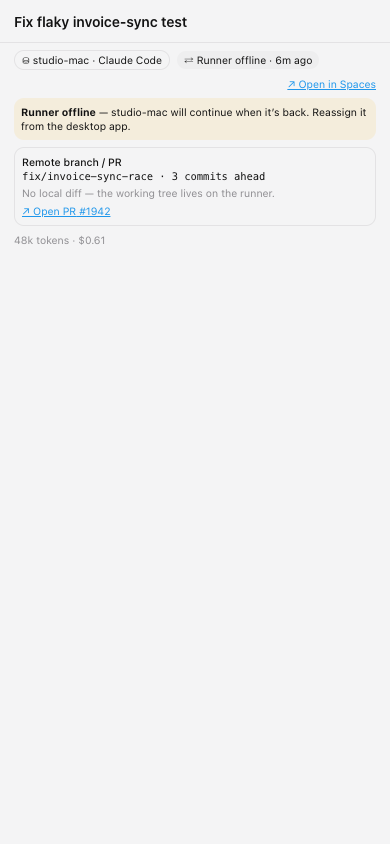 Fix flaky invoice-sync test
studio-mac · Claude Code
Runner offline · 6m ago
↗ Open in Spaces
Runner offline — studio-mac will continue when it's back. Reassign it
from the desktop app.
Remote branch / PR
fix/invoice-sync-race · 3 commits ahead
No local diff — the working tree lives on the runner.
↗ Open PR #1942
48k tokens · $0.61